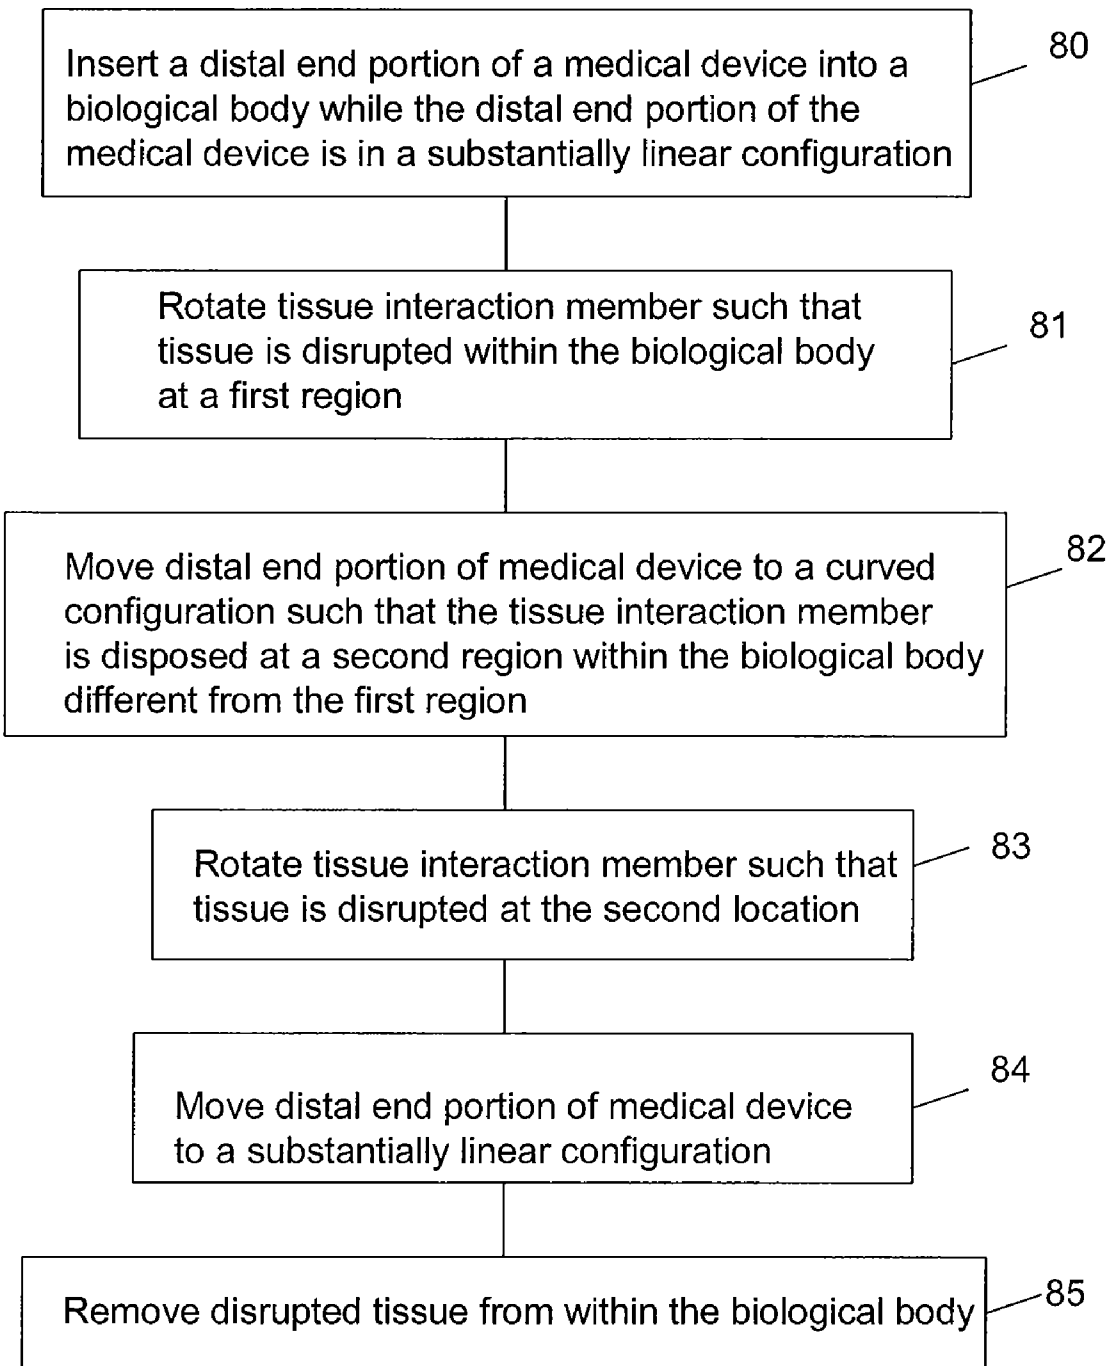 80
Insert a distal end portion of a medical device into a
biological body while the distal end portion of the
medical device is in a substantially linear configuration
81
Rotate tissue interaction member such that
tissue is disrupted within the biological body
at a first region
82
Move distal end portion of medical device to a curved
configuration such that the tissue interaction member
is disposed at a second region within the biological body
different from the first region
83
Rotate tissue interaction member such that
tissue is disrupted at the second location
84
Move distal end portion of medical device
to a substantially linear configuration
85
Remove disrupted tissue from within the biological body